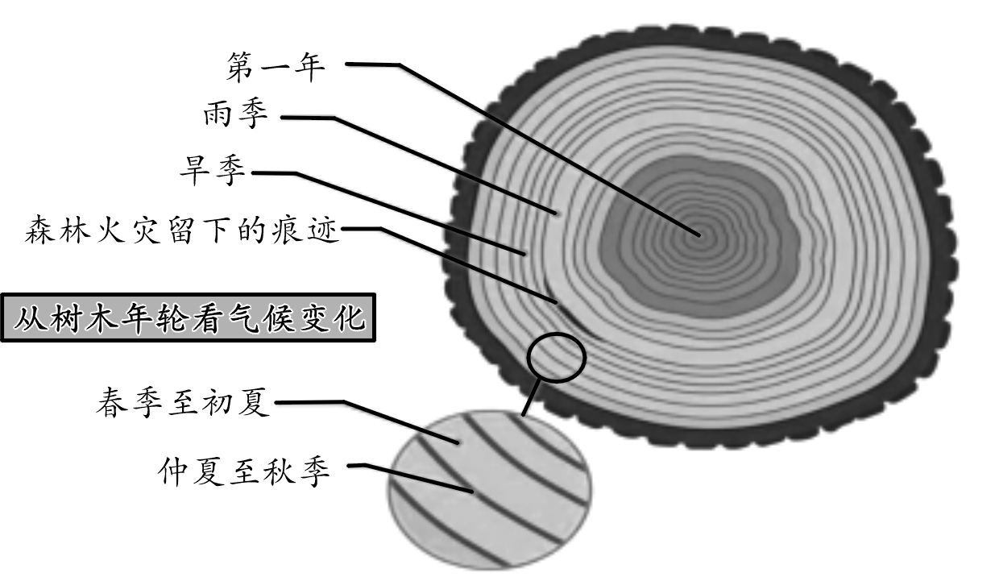 第一年
雨季
旱季
森林火灾留下的痕迹
从树木年轮看气候变化
春季至初夏
仲夏至秋季